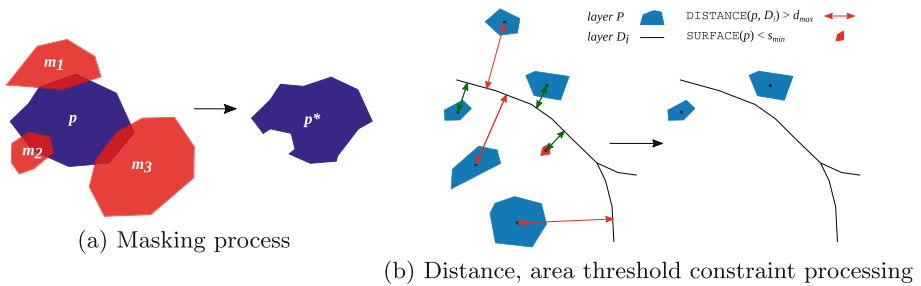 m1
p
m2
m3
p*
(a) Masking process
layer P
DISTANCE(p, Di) > dmax
layer Di
SURFACE(p) < smin
(b) Distance, area threshold constraint processing